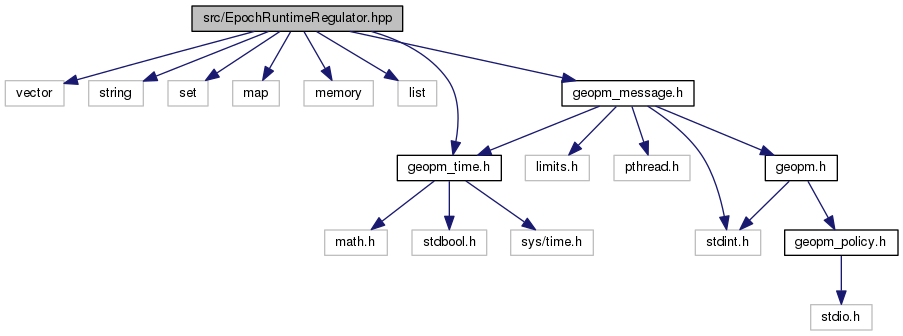 src/EpochRuntimeRegulator.hpp
vector
string
set
map
memory
list
geopm_message.h
geopm_time.h
limits.h
pthread.h
geopm.h
math.h
stdbool.h
sys/time.h
stdint.h
geopm_policy.h
stdio.h